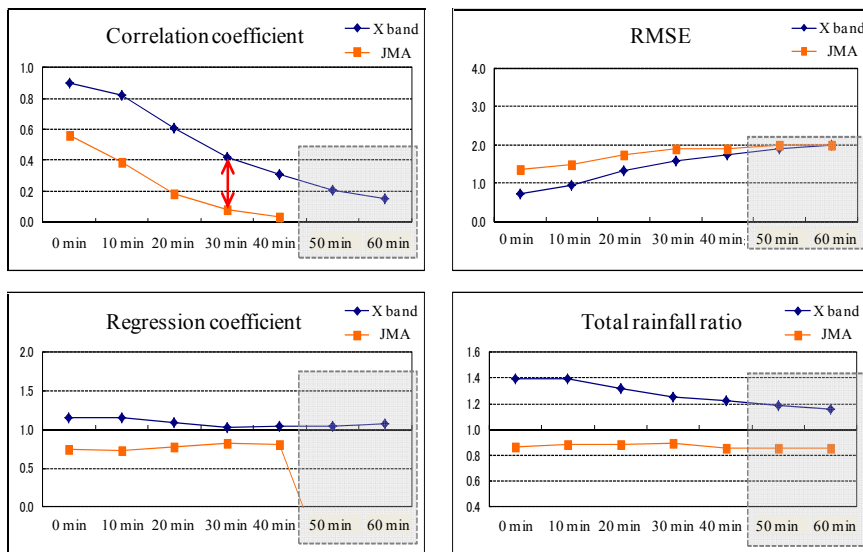 Correlation coefficient
X band
JMA
1.0
0.8
0.6
0.4
0.2
0.0
0 min 10 min 20 min 30 min 40 min 50 min 60 min
RMSE
X band
JMA
4.0
3.0
2.0
1.0
0.0
0 min 10 min 20 min 30 min 40 min 50 min 60 min
Regression coefficient
X band
JMA
2.0
1.5
1.0
0.5
0.0
0 min 10 min 20 min 30 min 40 min 50 min 60 min
Total rainfall ratio
X band
JMA
1.6
1.4
1.2
1.0
0.8
0.6
0.4
0 min 10 min 20 min 30 min 40 min 50 min 60 min